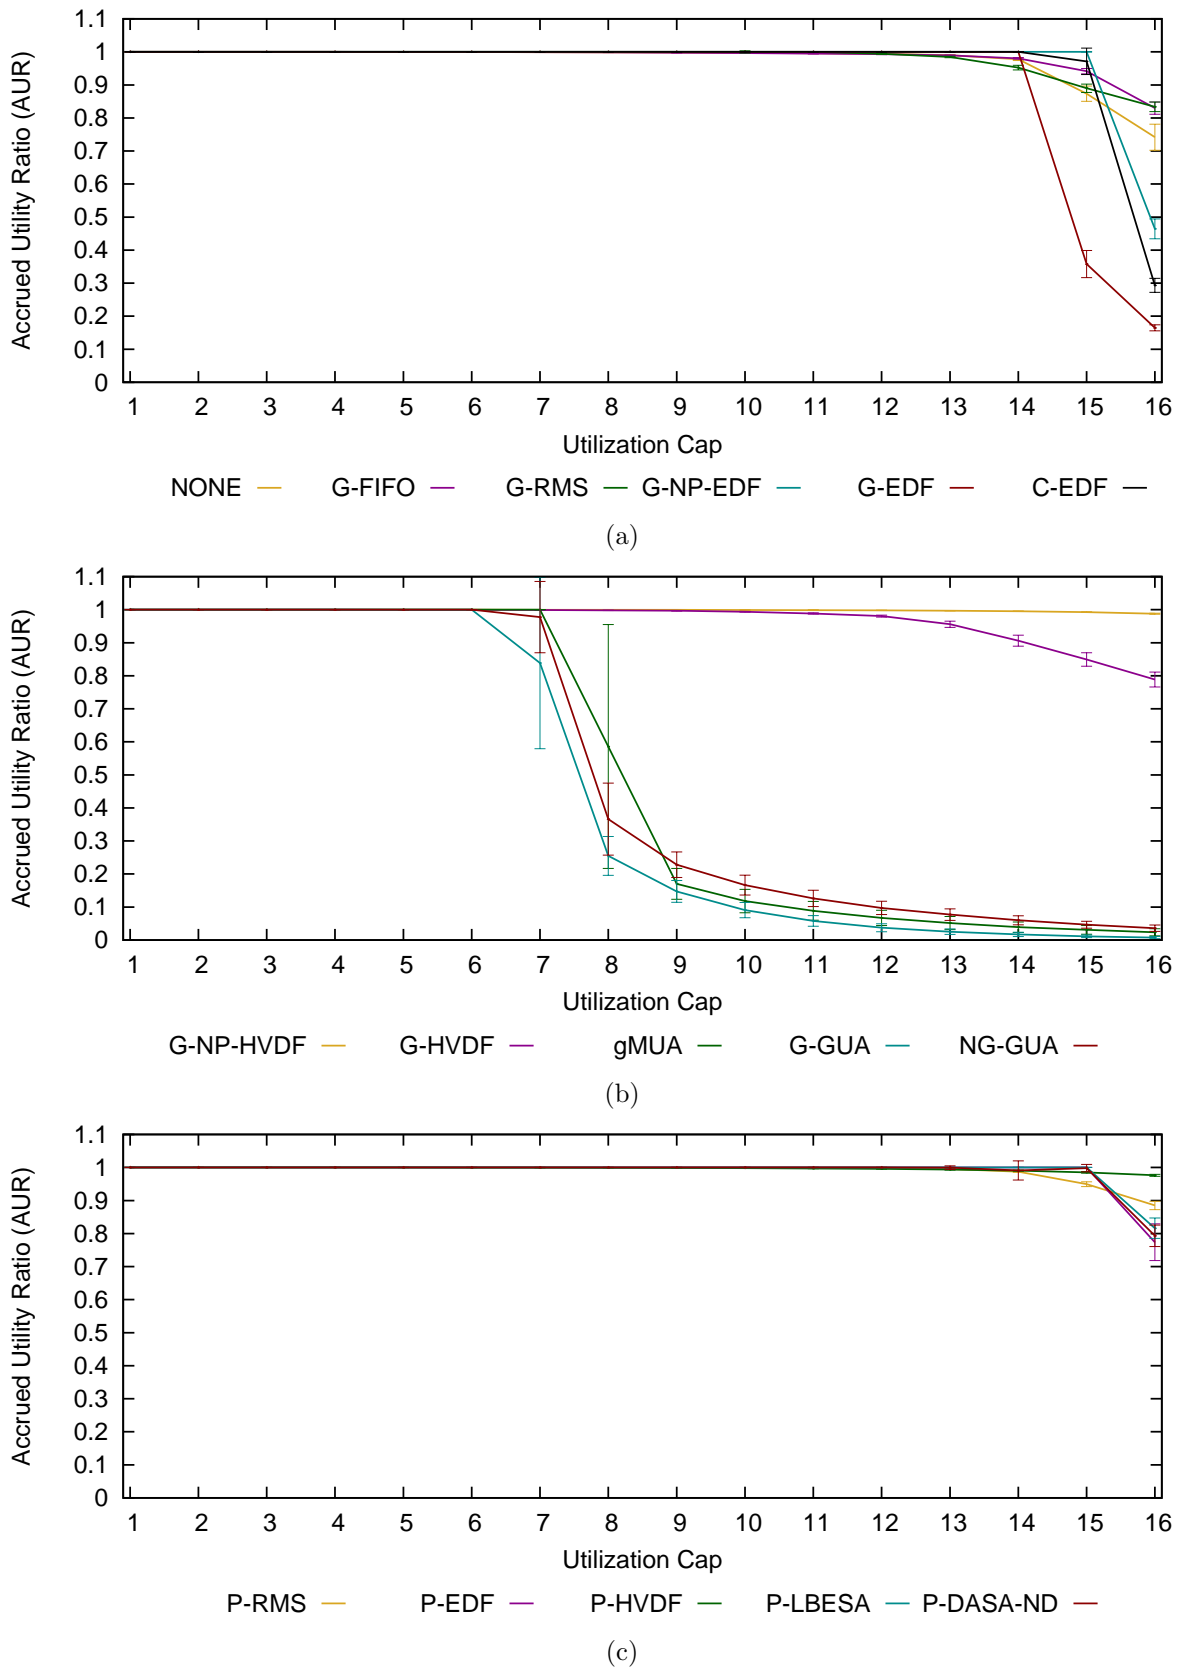 1.1
1
0.9
0.8
0.7
0.6
0.5
0.4
0.3
0.2
0.1
0
Accrued Utility Ratio (AUR)
1 2 3 4 5 6 7 8 9 10 11 12 13 14 15 16
Utilization Cap
NONE G-FIFO G-RMS G-NP-EDF G-EDF C-EDF
(a)
1.1
1
0.9
0.8
0.7
0.6
0.5
0.4
0.3
0.2
0.1
0
Accrued Utility Ratio (AUR)
1 2 3 4 5 6 7 8 9 10 11 12 13 14 15 16
Utilization Cap
G-NP-HVDF G-HVDF gMUA G-GUA NG-GUA
(b)
1.1
1
0.9
0.8
0.7
0.6
0.5
0.4
0.3
0.2
0.1
0
Accrued Utility Ratio (AUR)
1 2 3 4 5 6 7 8 9 10 11 12 13 14 15 16
Utilization Cap
P-RMS P-EDF P-HVDF P-LBESA P-DASA-ND
(c)